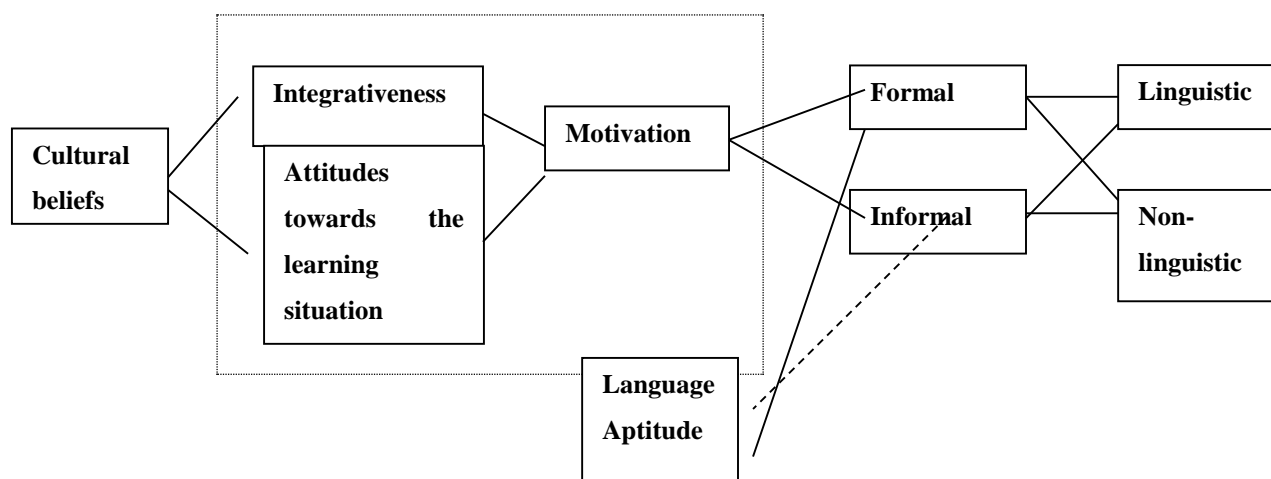 Cultural
beliefs
Integrativeness
Attitudes
towards the
learning
situation
Motivation
Language
Aptitude
Formal
Informal
Linguistic
Non-
linguistic